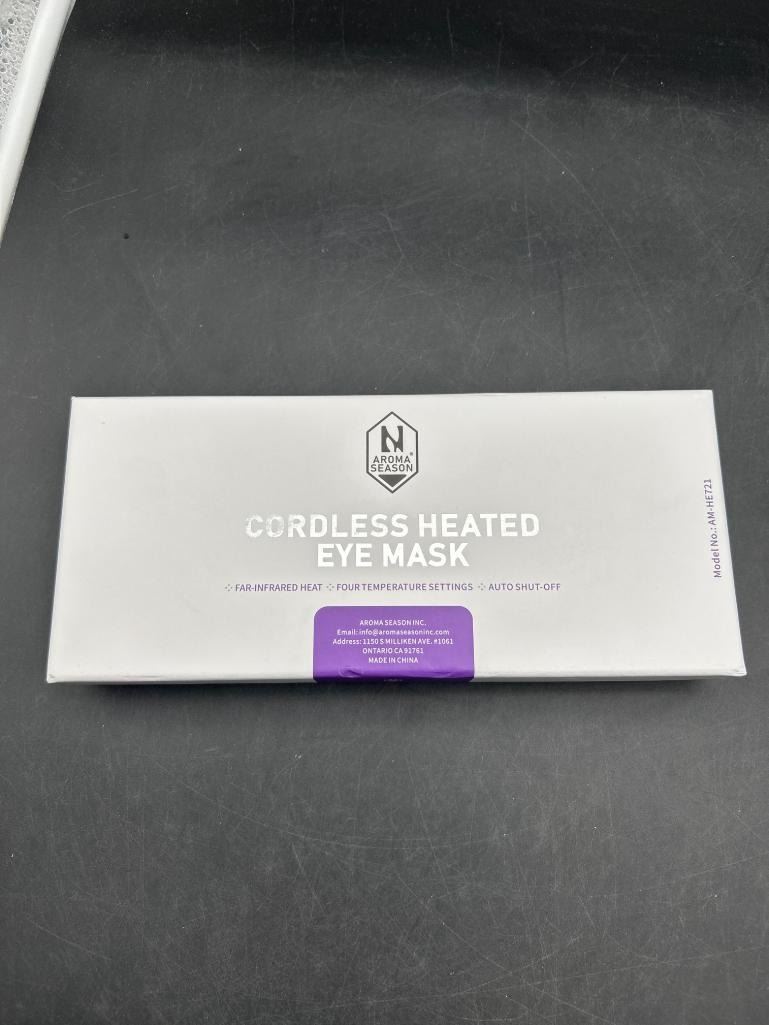 N
AROMA®
SEASON
CORDLESS HEATED
EYE MASK
FAR-INFRARED HEAT FOUR TEMPERATURE SETTINGS AUTO SHUT-OFF
AROMA SEASON INC.
Email: info@aromaseasoninc.com
Address: 1150 S MILLIKEN AVE. #1061
ONTARIO CA 91761
MADE IN CHINA
Model No.: AM-HE721